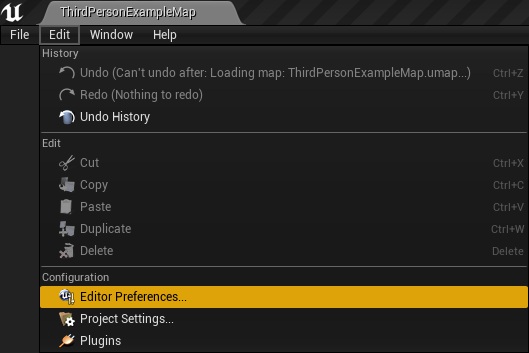 ThirdPersonExampleMap
File Edit Window Help
History
Undo (Can't undo after: Loading map: ThirdPersonExampleMap.umap...) Ctrl+Z
Redo (Nothing to redo) Ctrl+Y
Undo History
Edit
Cut Ctrl+X
Copy Ctrl+C
Paste Ctrl+V
Duplicate Ctrl+W
Delete Delete
Configuration
Editor Preferences...
Project Settings...
Plugins